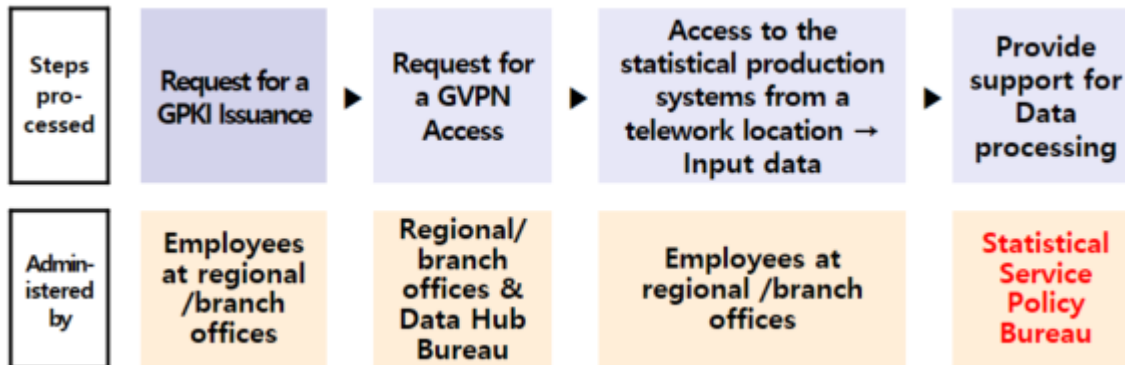 Steps
pro-
cessed
Request for a
GPKI Issuance
▶
Request for
a GVPN
Access
▶
Access to the
statistical production
systems from a
telework location →
Input data
▶
Provide
support for
Data
processing
Admin-
istered
by
Employees
at regional
/branch
offices
Regional/
branch
offices &
Data Hub
Bureau
Employees at
regional /branch
offices
Statistical
Service
Policy
Bureau